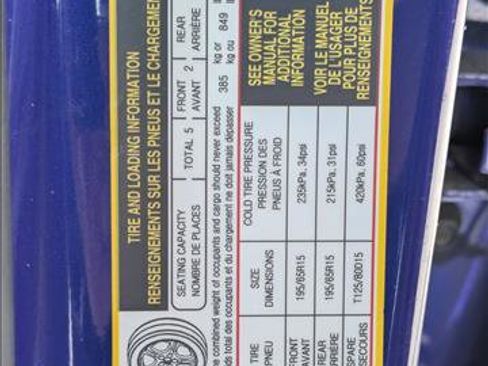 TIRE AND LOADING INFORMATION
RENSEIGNEMENTS SUR LES PNEUS ET LE CHARGEMENT
SEATING CAPACITY
NOMBRE DE PLACES
TOTAL 5
FRONT
AVANT
2
REAR
ARRIÈRE
combined weight of occupants and cargo should never exceed
total des occupants et du chargement ne doit jamais dépasser
385
kg or
kg ou
849
TIRE
PNEU
SIZE
DIMENSIONS
COLD TIRE PRESSURE
PRESSION DES
PNEUS À FROID
SEE OWNER'S
MANUAL FOR
ADDITIONAL
INFORMATION
FRONT
AVANT
195/65R15
235kPa, 34psi
REAR
ARRIÈRE
195/65R15
215kPa, 31psi
VOIR LE MANUEL
DE L'USAGER
POUR PLUS DE
RENSEIGNEMENTS
SPARE
SECOURS
T125/80D15
420kPa, 60psi